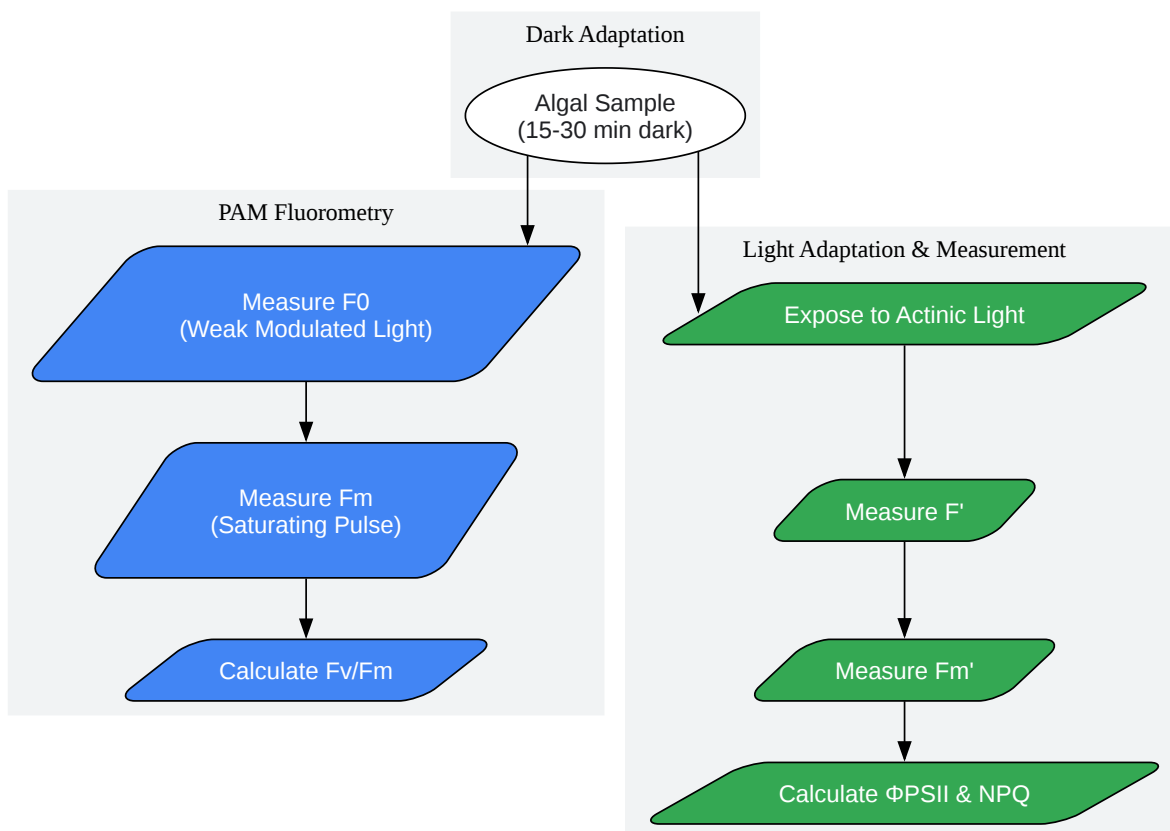 Dark Adaptation
Algal Sample
(15-30 min dark)
PAM Fluorometry
Measure F0
(Weak Modulated Light)
Measure Fm
(Saturating Pulse)
Calculate Fv/Fm
Light Adaptation & Measurement
Expose to Actinic Light
Measure F'
Measure Fm'
Calculate ΦPSII & NPQ